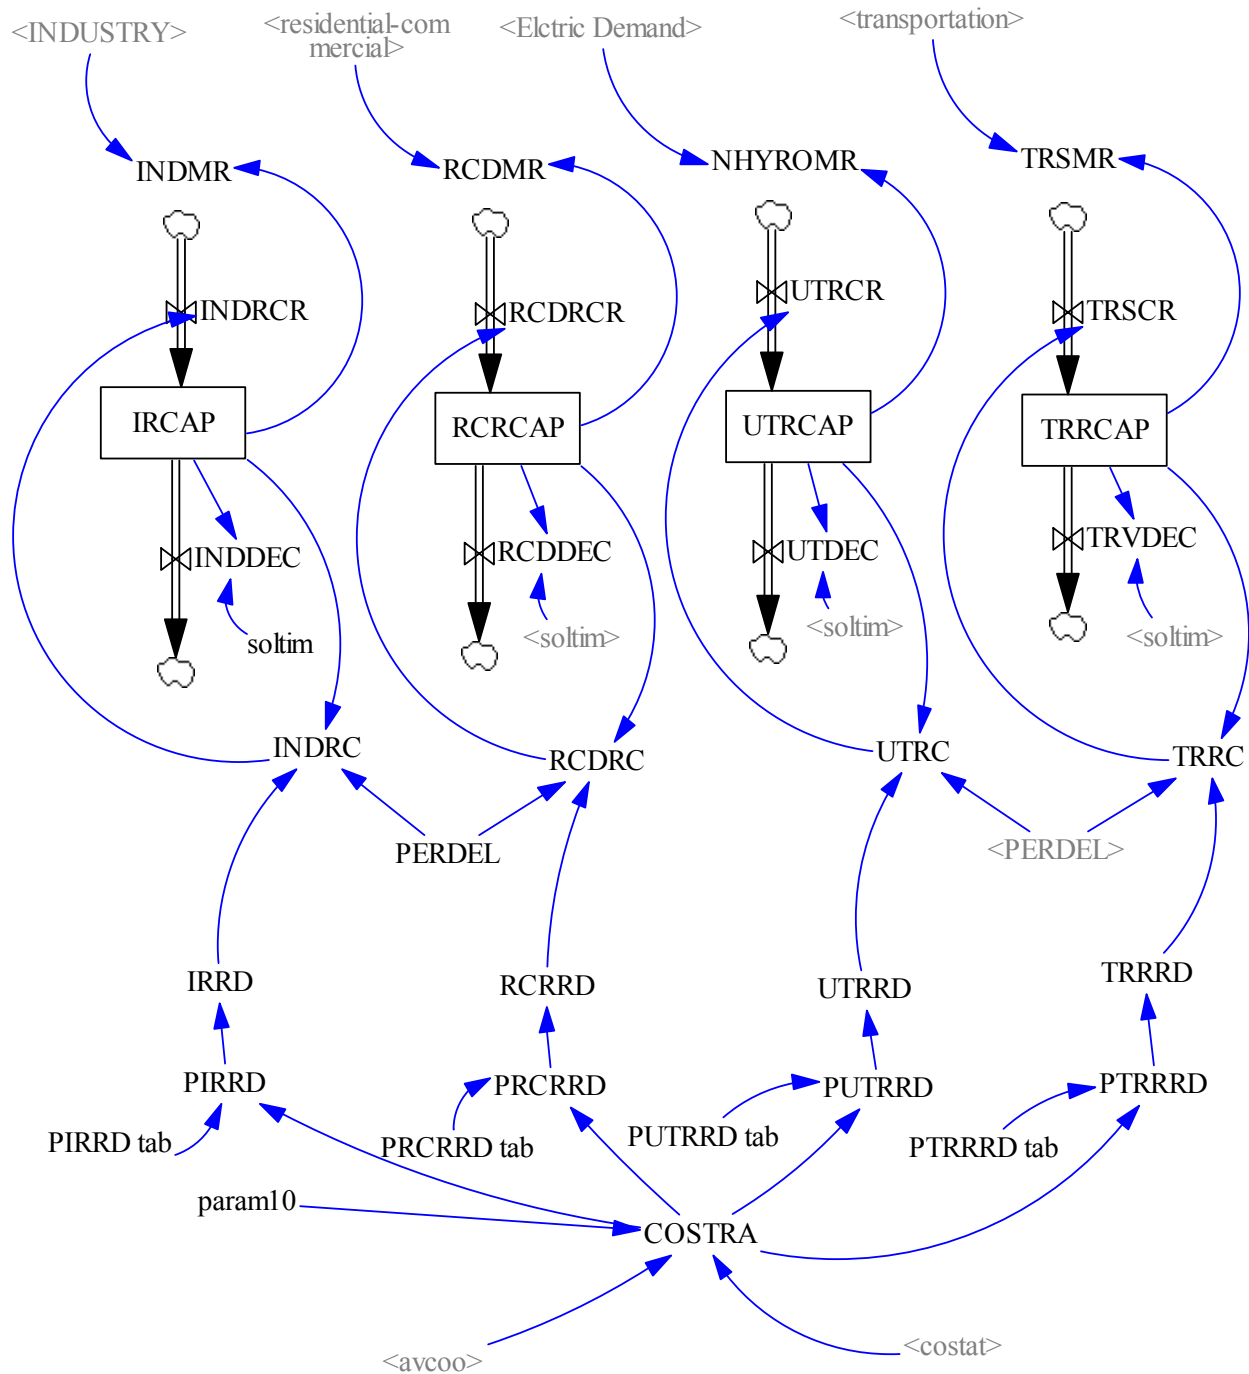 <INDUSTRY>
<residential-com
mercial>
<Elctric Demand>
<transportation>
INDMR
RCDMR
NHYROMR
TRSMR
INDRCR
RCDRCR
UTRCR
TRSCR
IRCAP
RCRCAP
UTRCAP
TRRCAP
INDDEC
RCDDEC
UTDEC
TRVDEC
soltim
<soltim>
<soltim>
<soltim>
INDRC
RCDRC
UTRC
TRRC
PERDEL
<PERDEL>
IRRD
RCRRD
UTRRD
TRRRD
PIRRD
PRCRRD
PUTRRD
PTRRRD
PIRRD tab
PRCRRD tab
PUTRRD tab
PTRRRD tab
param10
COSTRA
<avcoo>
<costat>